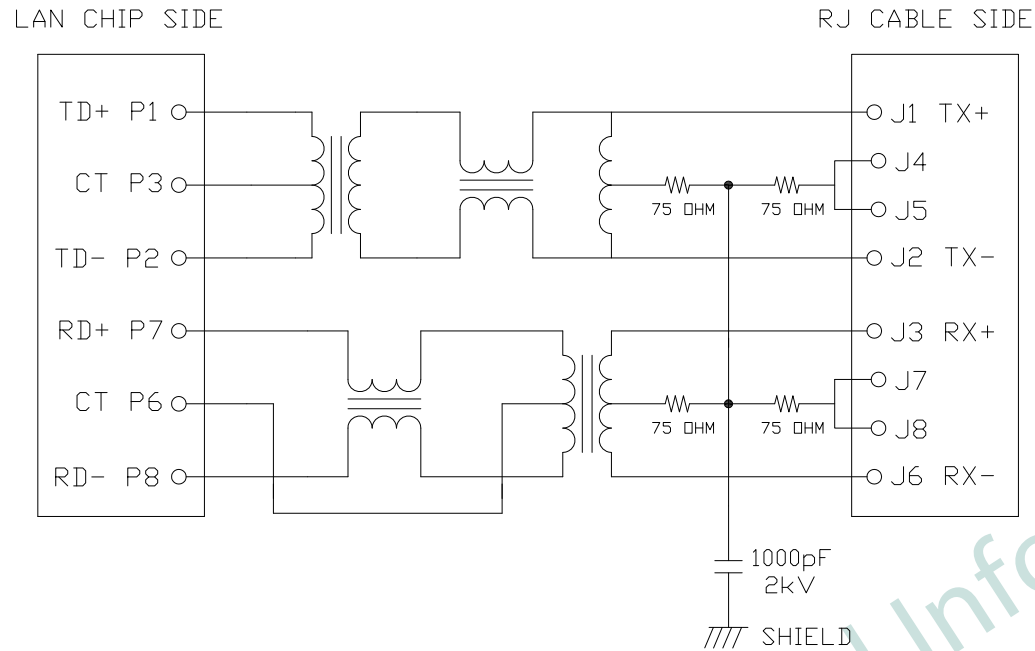 LAN CHIP SIDE
RJ CABLE SIDE
TD+ P1
J1 TX+
J4
CT P3
75 OHM
75 OHM
J5
TD- P2
J2 TX-
RD+ P7
J3 RX+
J7
CT P6
75 OHM
75 OHM
J8
RD- P8
J6 RX-
1000pF
2kV
SHIELD